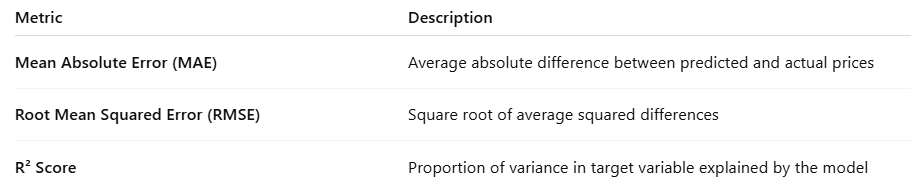 Metric Description
Mean Absolute Error (MAE) Average absolute difference between predicted and actual prices
Root Mean Squared Error (RMSE) Square root of average squared differences
R² Score Proportion of variance in target variable explained by the model